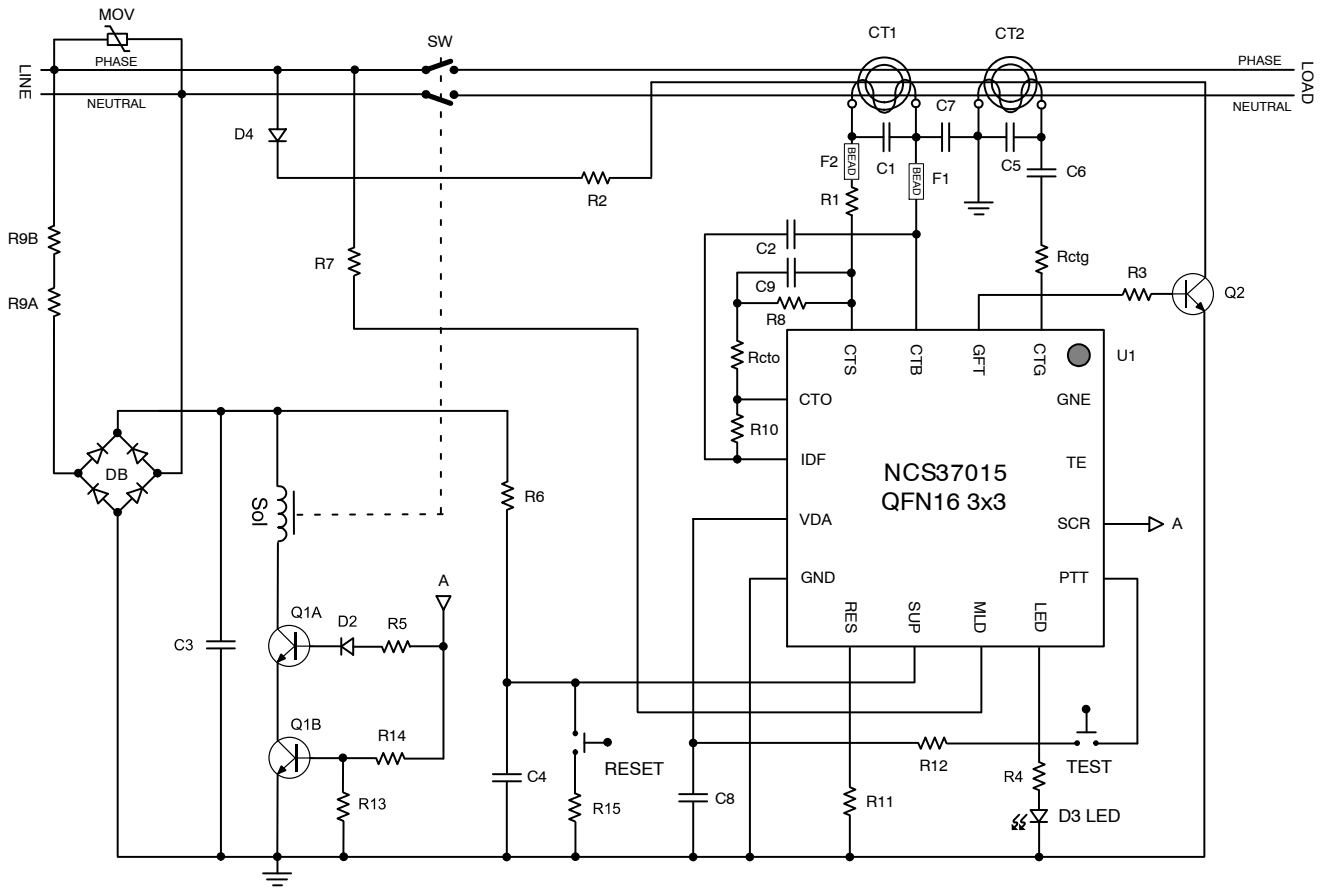 MOV
PHASE
LINE
NEUTRAL
SW
CT1
CT2
PHASE
LOAD
NEUTRAL
D4
R2
C7
F2
BEAD
C1
BEAD
F1
C5
C6
R1
R9B
R9A
R7
C2
C9
R8
Rctg
R3
Q2
Rcto
R10
CTS
CTB
GFT
CTG
U1
CTO
GNE
IDF
TE
NCS37015
QFN16 3x3
VDA
SCR
A
GND
PTT
RES
SUP
MLD
LED
DB
Sol
R6
A
Q1A
D2
R5
C3
Q1B
R14
R13
C4
RESET
R15
C8
R12
TEST
R11
R4
D3 LED